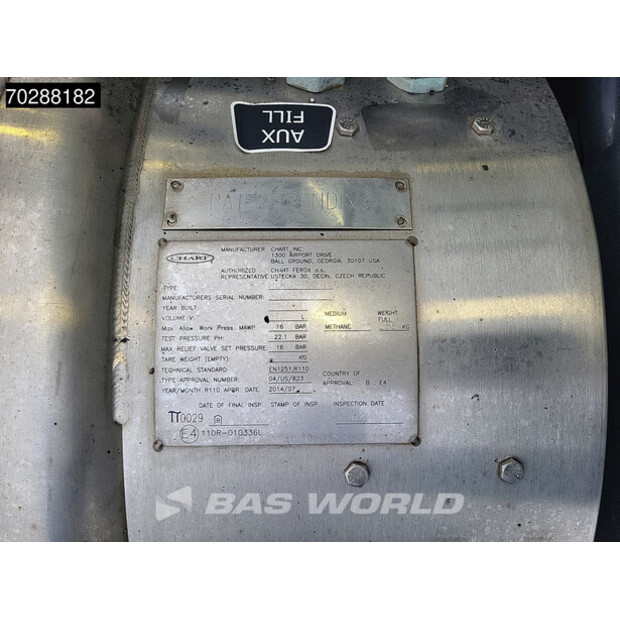 70288182
AUX
FILL
PENDING
CHART
MANUFACTURER CHART INC.
1300 AIRPORT DRIVE
BALL GROUND, GEORGIA, 30107 USA
AUTHORIZED CHART FEROX a.s.
REPRESENTATIVE USTECKA 30, DECIN, CZECH REPUBLIC
TYPE
MANUFACTURERS SERIAL NUMBER:
YEAR BUILT
VOLUME V: L MEDIUM WEIGHT FULL
Max Allow. Work Press. MAWP 16 BAR METHANE KG
TEST PRESSURE PH: 22.1 BAR
MAX RELIEF VALVE SET PRESSURE: 16 BAR
TARE WEIGHT (EMPTY): KG
TECHNICAL STANDARD: EN1251,R110
TYPE APPROVAL NUMBER: 04/US/823 COUNTRY OF APPROVAL: B E4
YEAR/MONTH R110 APPR. DATE: 2014/07
DATE OF FINAL INSP. STAMP OF INSP. INSPECTION DATE:
0029
E4 110R-010336L
BAS WORLD